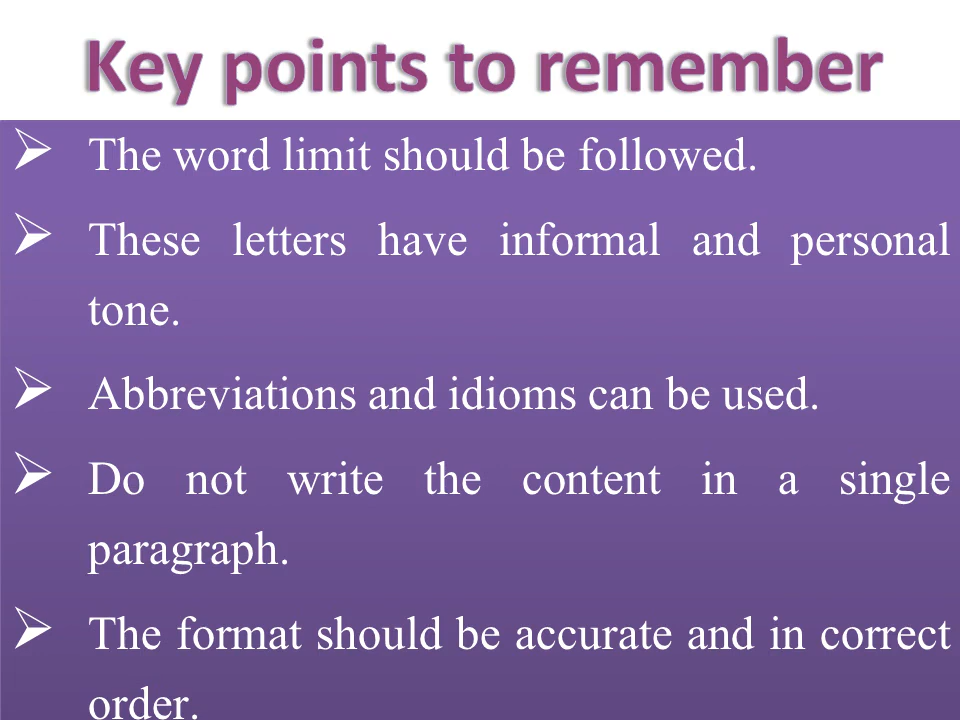 Key points to remember
The word limit should be followed.
These letters have informal and personal
tone.
Abbreviations and idioms can be used.
Do not write the content in a single
paragraph.
The format should be accurate and in correct
order.